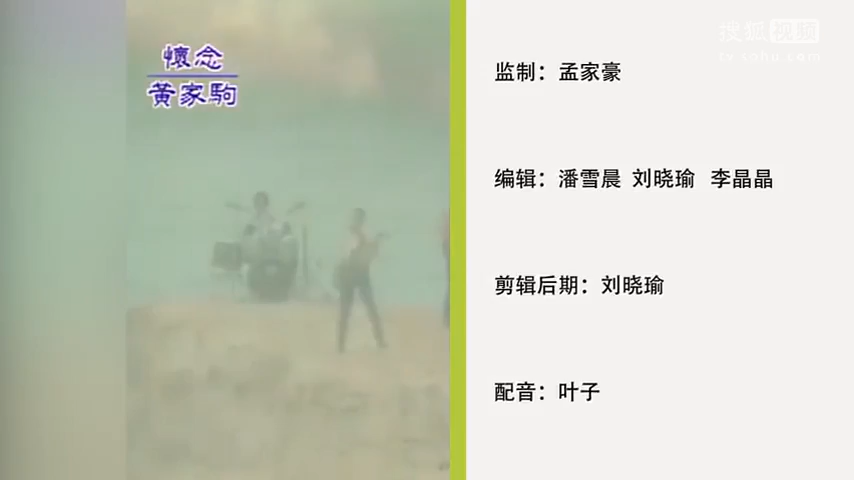 懷念
黃家駒
搜狐视频
tv.sohu.com
监制：孟家豪
编辑：潘雪晨 刘晓瑜 李晶晶
剪辑后期：刘晓瑜
配音：叶子